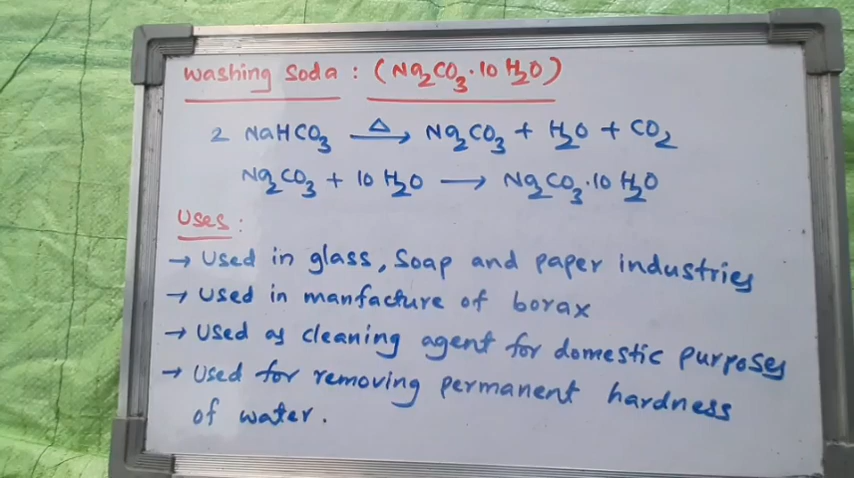 Washing Soda : (Na₂CO₃·10 H₂O)
2 NaHCO₃ —Δ→ Na₂CO₃ + H₂O + CO₂
Na₂CO₃ + 10 H₂O ⟶ Na₂CO₃·10 H₂O
Uses :
→ Used in glass, Soap and paper industries
→ Used in manfacture of borax
→ Used as cleaning agent for domestic purposes
→ Used for removing permanent hardness
of water.